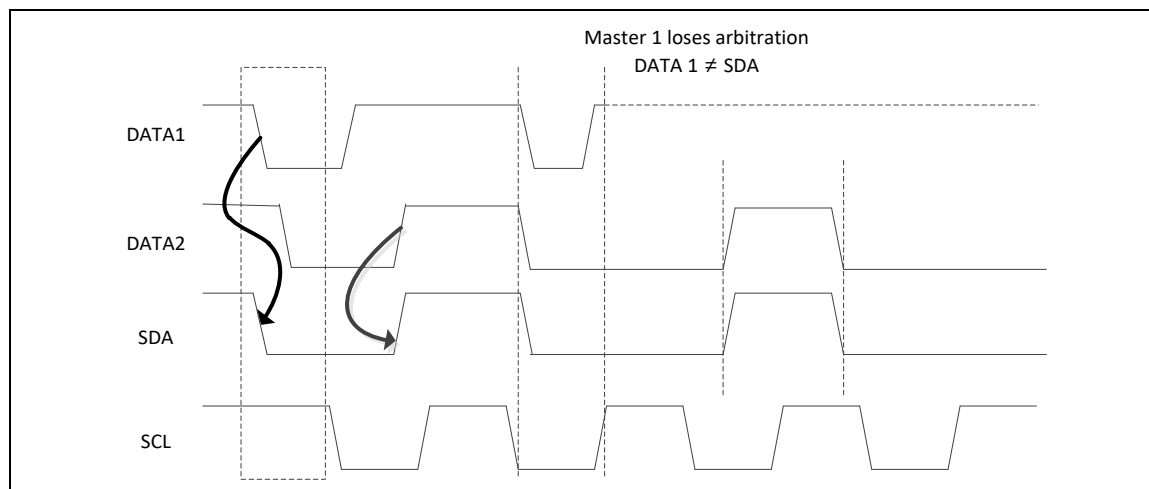 Master 1 loses arbitration
DATA 1 ≠ SDA
DATA1
DATA2
SDA
SCL